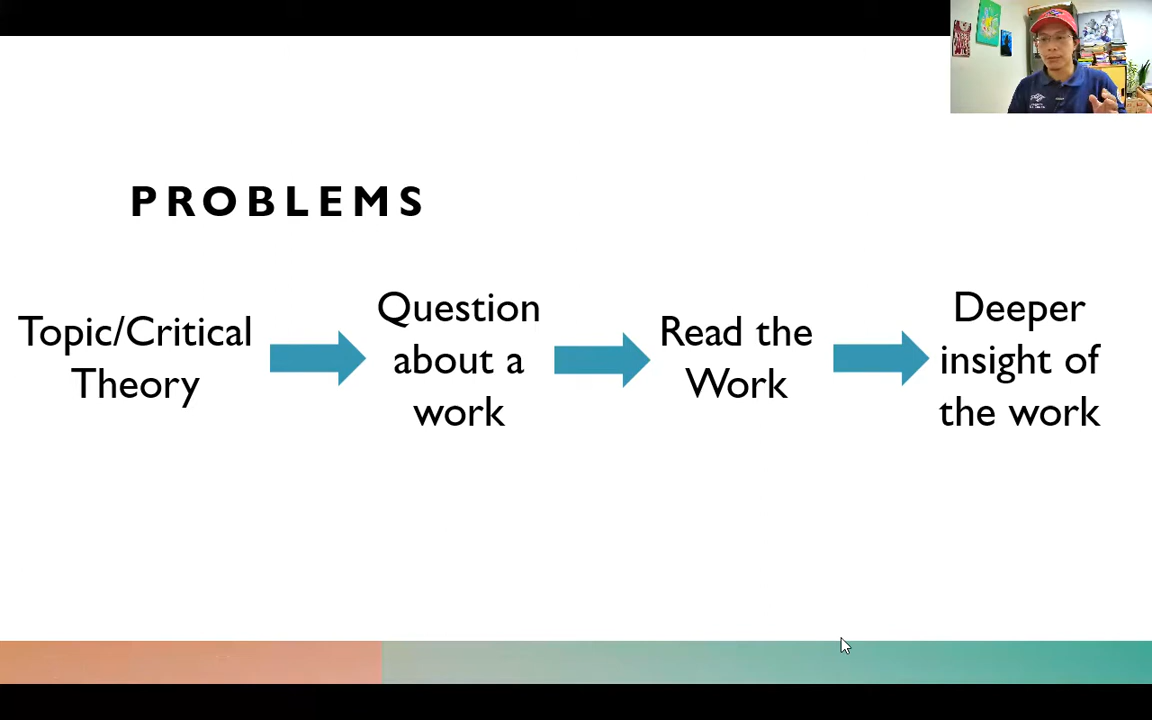 PROBLEMS
Topic/Critical
Theory
Question
about a
work
Read the
Work
Deeper
insight of
the work